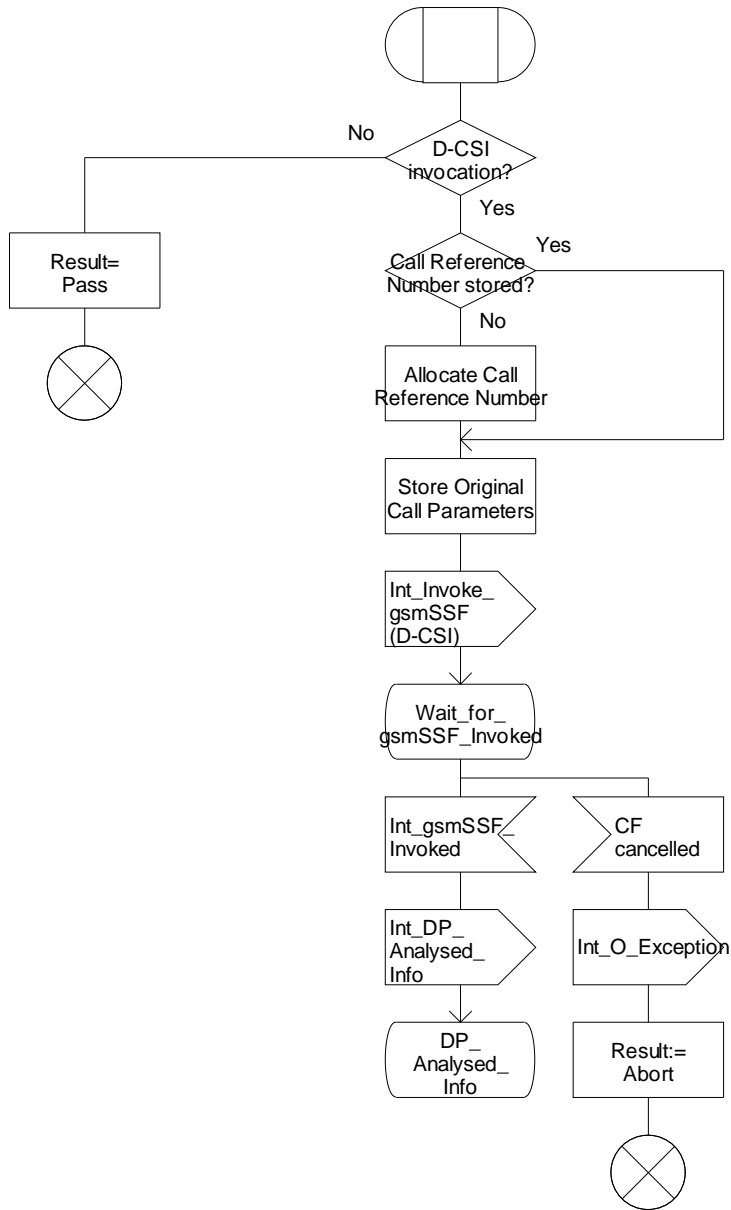 No
D-CSI
invocation?
Yes
Result=
Pass
Call Reference
Number stored?
Yes
No
Allocate Call
Reference Number
Store Original
Call Parameters
Int_Invoke_
gsmSSF
(D-CSI)
Wait_for_
gsmSSF_Invoked
Int_gsmSSF_
Invoked
CF
cancelled
Int_DP_
Analysed_
Info
Int_O_Exception
DP_
Analysed_
Info
Result:=
Abort